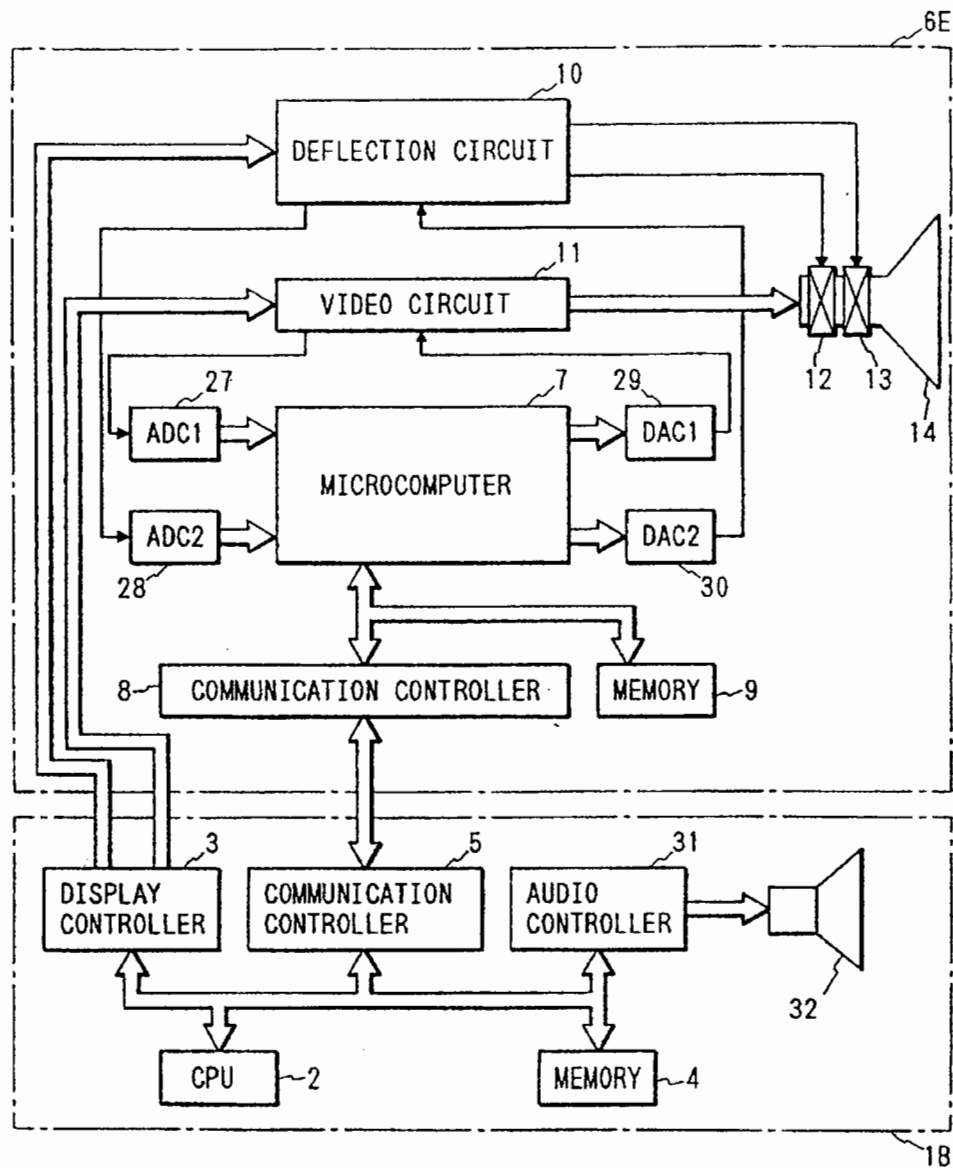 6E
10
DEFLECTION CIRCUIT
11
VIDEO CIRCUIT
12
13
14
27
7
29
ADC1
DAC1
MICROCOMPUTER
ADC2
DAC2
28
30
8
COMMUNICATION CONTROLLER
MEMORY
9
3
5
31
DISPLAY
CONTROLLER
COMMUNICATION
CONTROLLER
AUDIO
CONTROLLER
32
CPU
2
MEMORY
4
1B